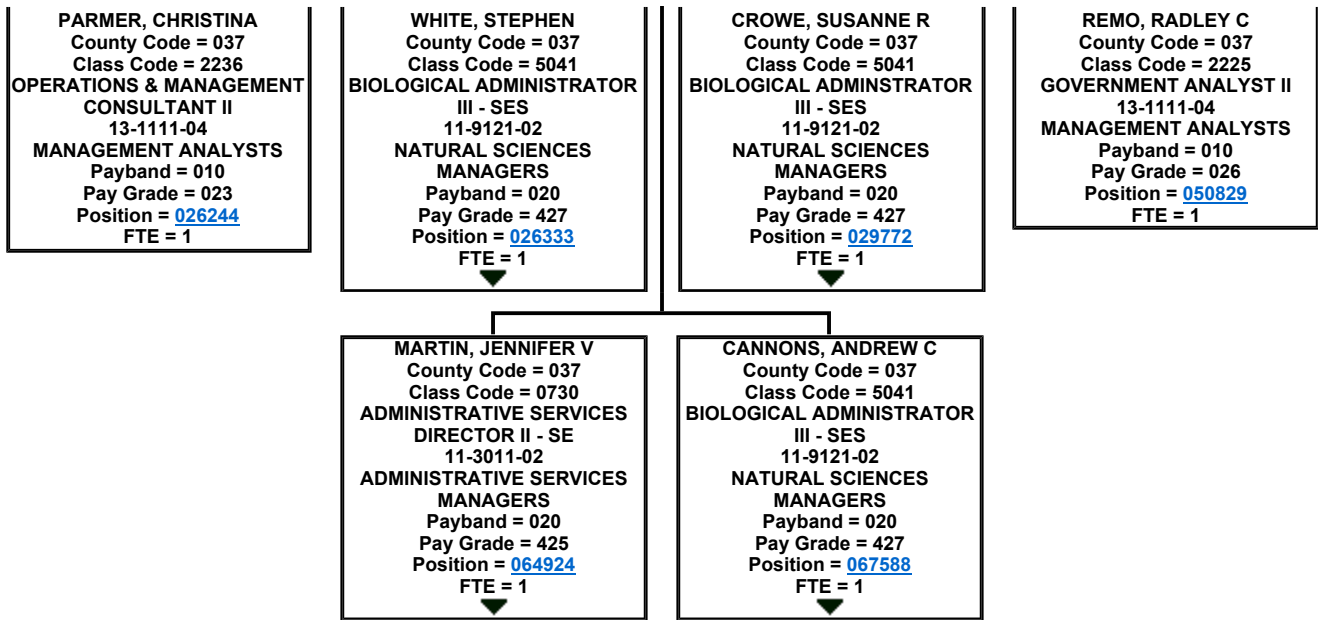 PARMER, CHRISTINA
County Code = 037
Class Code = 2236
OPERATIONS & MANAGEMENT
CONSULTANT II
13-1111-04
MANAGEMENT ANALYSTS
Payband = 010
Pay Grade = 023
Position = 026244
FTE = 1
WHITE, STEPHEN
County Code = 037
Class Code = 5041
BIOLOGICAL ADMINISTRATOR
III - SES
11-9121-02
NATURAL SCIENCES
MANAGERS
Payband = 020
Pay Grade = 427
Position = 026333
FTE = 1
CROWE, SUSANNE R
County Code = 037
Class Code = 5041
BIOLOGICAL ADMINSTRATOR
III - SES
11-9121-02
NATURAL SCIENCES
MANAGERS
Payband = 020
Pay Grade = 427
Position = 029772
FTE = 1
REMO, RADLEY C
County Code = 037
Class Code = 2225
GOVERNMENT ANALYST II
13-1111-04
MANAGEMENT ANALYSTS
Payband = 010
Pay Grade = 026
Position = 050829
FTE = 1
MARTIN, JENNIFER V
County Code = 037
Class Code = 0730
ADMINISTRATIVE SERVICES
DIRECTOR II - SE
11-3011-02
ADMINISTRATIVE SERVICES
MANAGERS
Payband = 020
Pay Grade = 425
Position = 064924
FTE = 1
CANNONS, ANDREW C
County Code = 037
Class Code = 5041
BIOLOGICAL ADMINISTRATOR
III - SES
11-9121-02
NATURAL SCIENCES
MANAGERS
Payband = 020
Pay Grade = 427
Position = 067588
FTE = 1